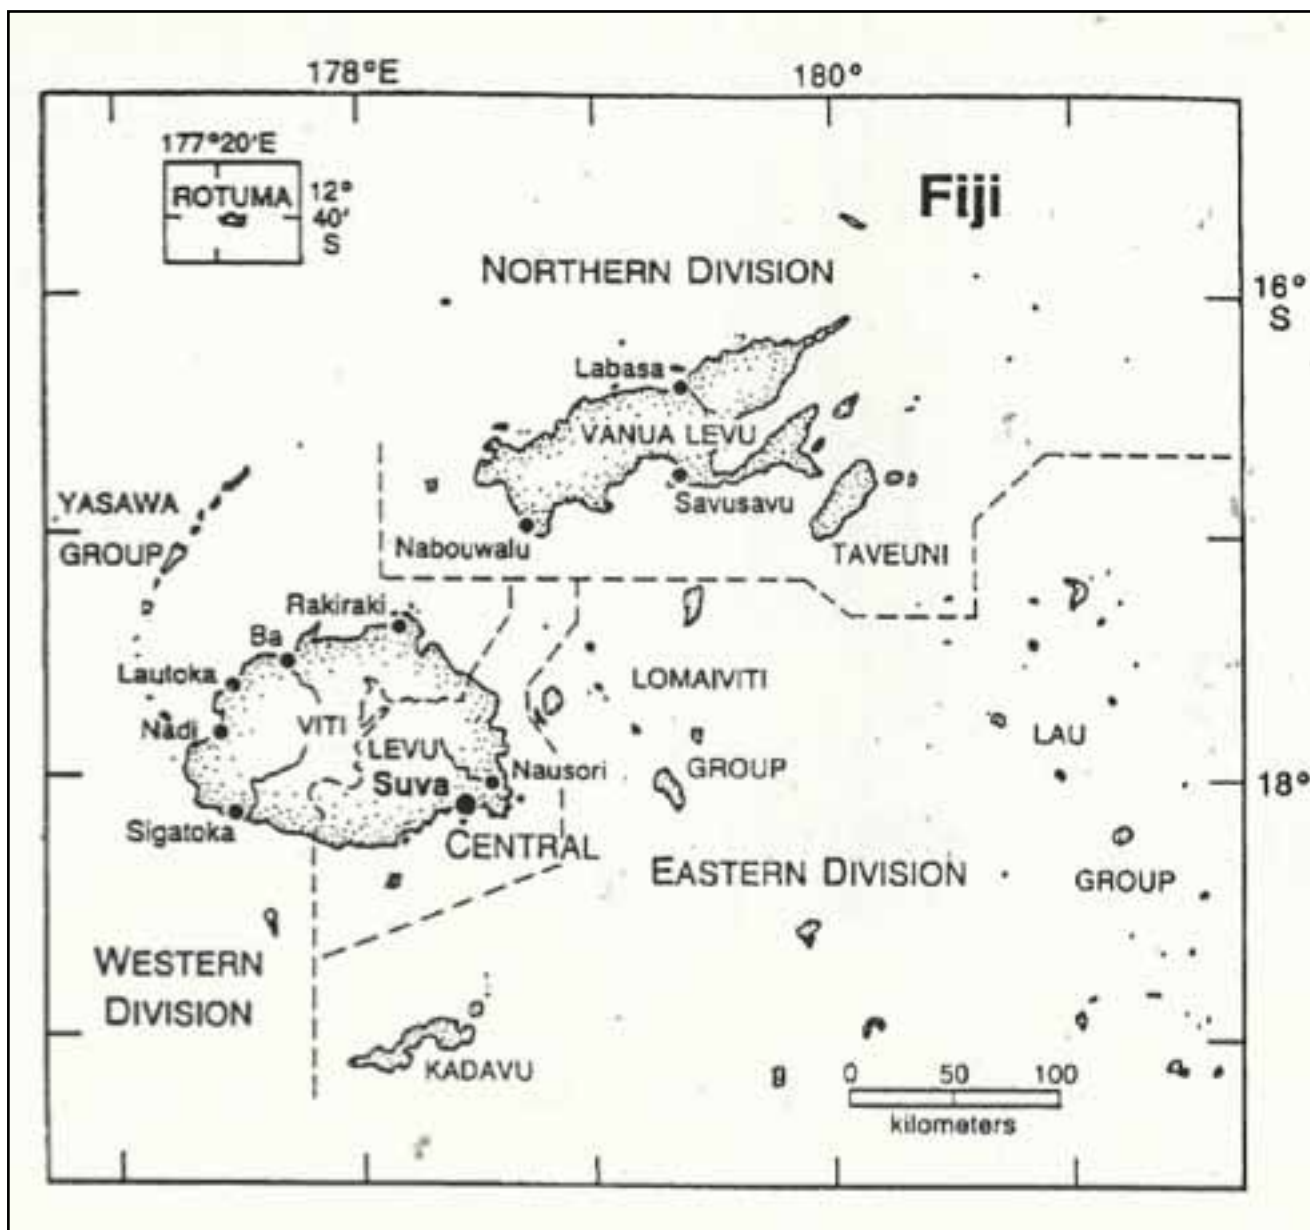 178°E
180°
177°20'E
ROTUMA
12°
40'
S
Fiji
NORTHERN DIVISION
16°
S
Labasa
VANUA LEVU
Savusavu
YASAWA
GROUP
Nabouwalu
TAVEUNI
Rakiraki
Ba
Lautoka
LOMAIVITI
Nadi
VITI
LEVU
GROUP
LAU
Suva
Nausori
18°
Sigatoka
CENTRAL
EASTERN DIVISION
GROUP
WESTERN
DIVISION
KADAVU
0 50 100
kilometers